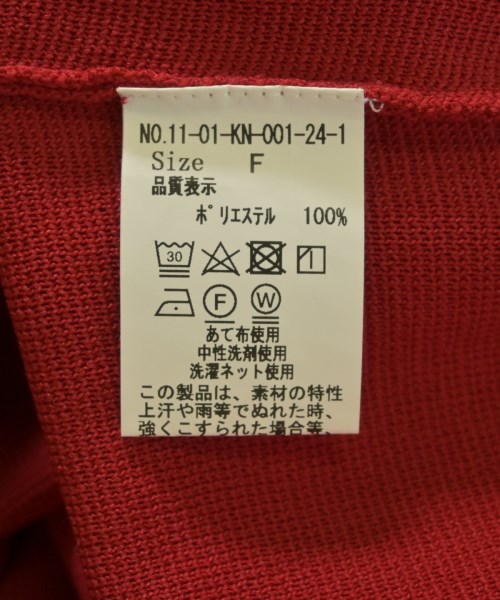 NO.11-01-KN-001-24-1
Size F
品質表示
ポリエステル 100%
30
F W
あて布使用
中性洗剤使用
洗濯ネット使用
この製品は、素材の特性
上汗や雨等でぬれた時、
強くこすられた場合等、